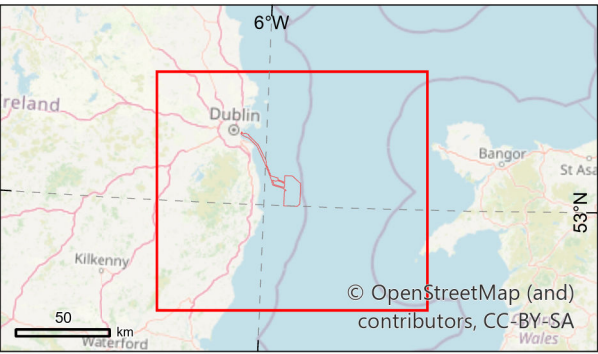 6°W
reland
Dublin
Bangor
St Asa
53°N
Kilkenny
© OpenStreetMap (and)
contributors, CC-BY-SA
50
km
Waterford
Wales